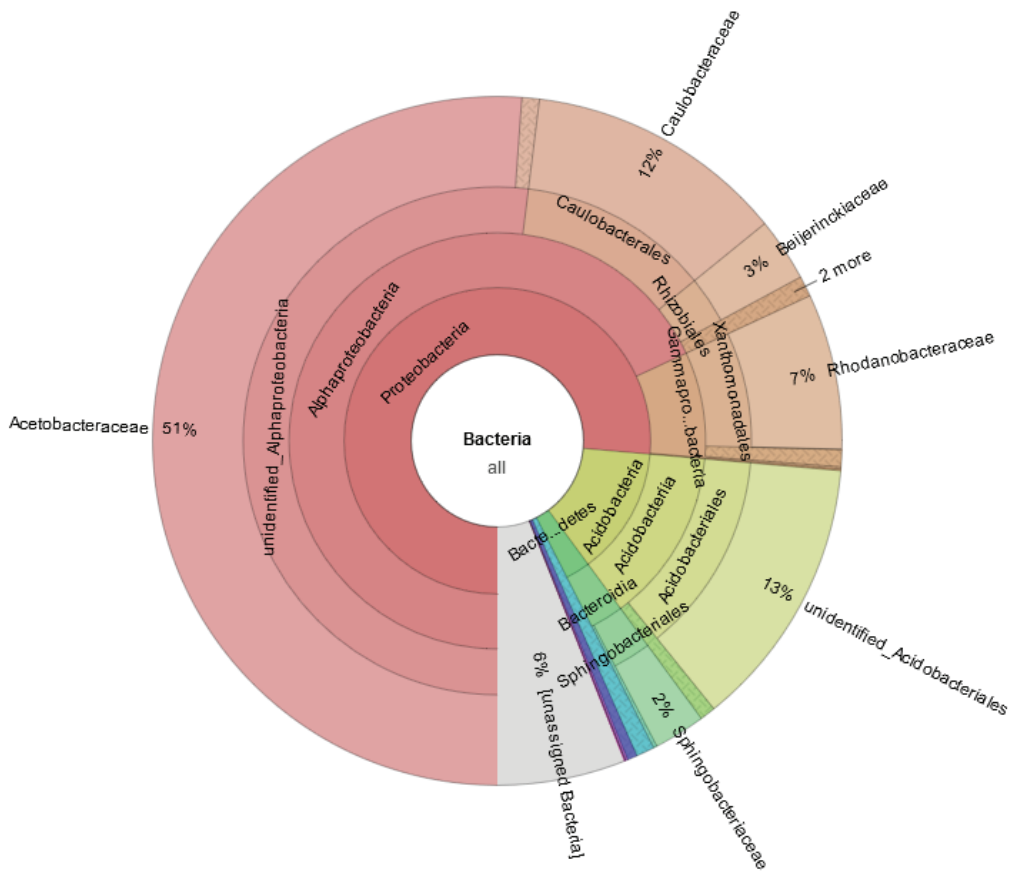 Bacteria
all
Proteobacteria
Alphaproteobacteria
unidentified_Alphaproteobacteria
Acetobacteraceae 51%
Caulobacterales
12% Caulobacteraceae
Rhizobiales
3% Beijerinckiaceae
2 more
Gammapro...bacteria
Xanthomonadales
7% Rhodanobacteraceae
Acidobacteria
Acidobacteriia
Acidobacteriales
13% unidentified_Acidobacteriales
Bacte...detes
Bacteroidia
Sphingobacteriales
2% Sphingobacteriaceae
6% [unassigned Bacteria]